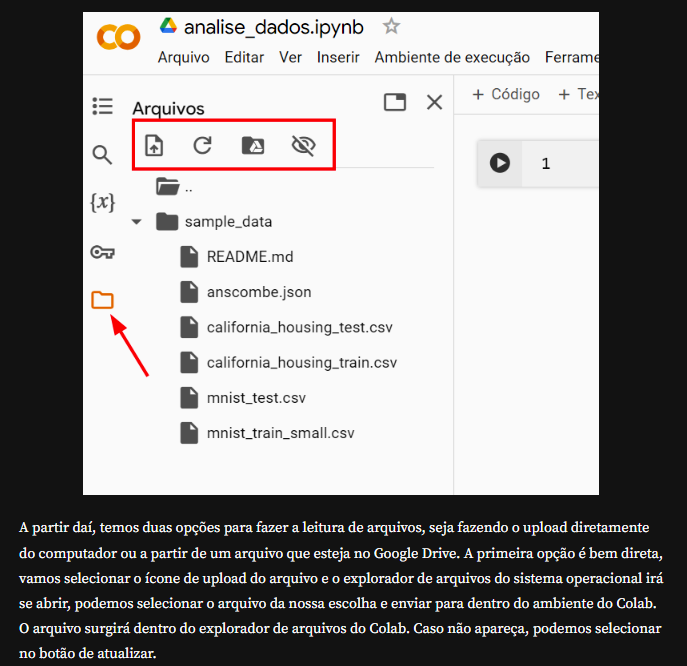 analise_dados.ipynb
Arquivo Editar Ver Inserir Ambiente de execução Ferrame
Arquivos
+ Código + Tex
1
..
{x}
sample_data
README.md
anscombe.json
california_housing_test.csv
california_housing_train.csv
mnist_test.csv
mnist_train_small.csv
A partir daí, temos duas opções para fazer a leitura de arquivos, seja fazendo o upload diretamente
do computador ou a partir de um arquivo que esteja no Google Drive. A primeira opção é bem direta,
vamos selecionar o ícone de upload do arquivo e o explorador de arquivos do sistema operacional irá
se abrir, podemos selecionar o arquivo da nossa escolha e enviar para dentro do ambiente do Colab.
O arquivo surgirá dentro do explorador de arquivos do Colab. Caso não apareça, podemos selecionar
no botão de atualizar.